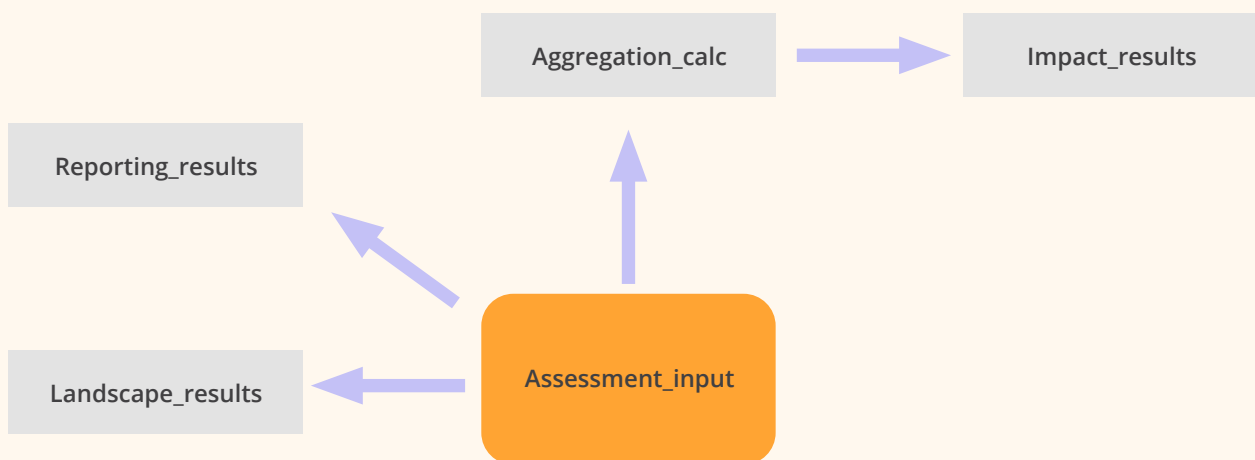 Aggregation_calc
Impact_results
Reporting_results
Assessment_input
Landscape_results